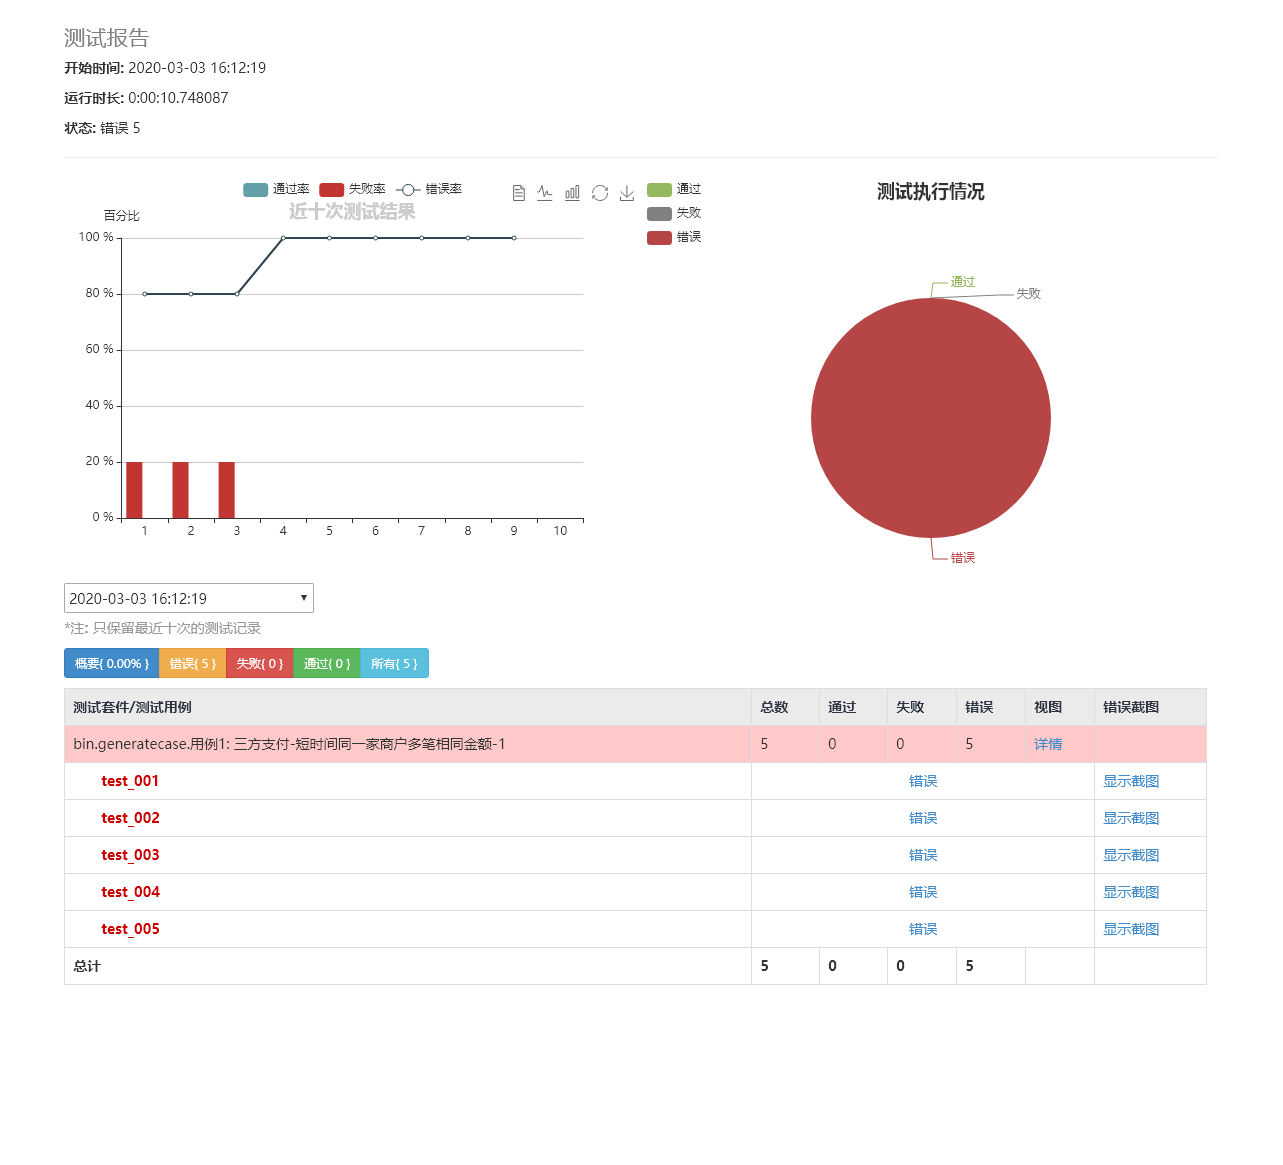 测试报告
开始时间: 2020-03-03 16:12:19
运行时长: 0:00:10.748087
状态: 错误 5
通过率 失败率 错误率
近十次测试结果
百分比
100 %
80 %
60 %
40 %
20 %
0 %
1 2 3 4 5 6 7 8 9 10
通过
失败
错误
测试执行情况
通过
失败
错误
2020-03-03 16:12:19
*注: 只保留最近十次的测试记录
概要{ 0.00% } 错误{ 5 } 失败{ 0 } 通过{ 0 } 所有{ 5 }
测试套件/测试用例 总数 通过 失败 错误 视图 错误截图
bin.generatecase.用例1: 三方支付-短时间同一家商户多笔相同金额-1 5 0 0 5 详情
test_001 错误 显示截图
test_002 错误 显示截图
test_003 错误 显示截图
test_004 错误 显示截图
test_005 错误 显示截图
总计 5 0 0 5